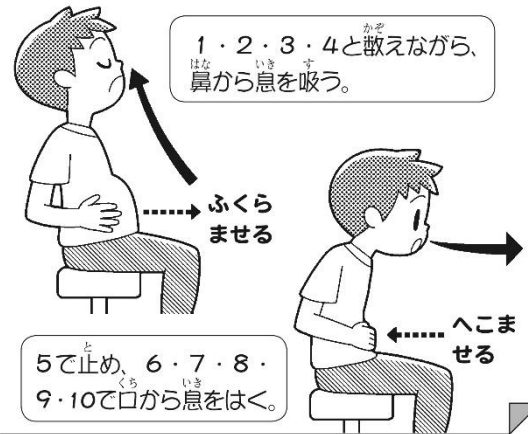 1・2・3・4と数えながら、
鼻から息を吸う。
ふくら
ませる
へこま
せる
5で止め、6・7・8・
9・10で口から息をはく。